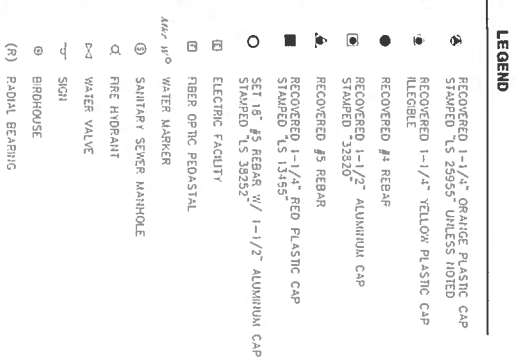 LEGEND
RECOVERED 1-1/4" ORANGE PLASTIC CAP
STAMPED "LS 25955" UNLESS NOTED
RECOVERED 1-1/4" YELLOW PLASTIC CAP
ILLEGIBLE
RECOVERED #4 REBAR
RECOVERED 1-1/2" ALUMINUM CAP
STAMPED "32820"
RECOVERED #5 REBAR
RECOVERED 1-1/4" RED PLASTIC CAP
STAMPED "LS 13455"
SET 18" #5 REBAR W/ 1-1/2" ALUMINUM CAP
STAMPED "LS 38252"
E ELECTRIC FACILITY
F FIBER OPTIC PEDASTAL
WATER MARKER
S SANITARY SEWER MANHOLE
FIRE HYDRANT
WATER VALVE
SIGN
BIRDHOUSE
(R) RADIAL BEARING